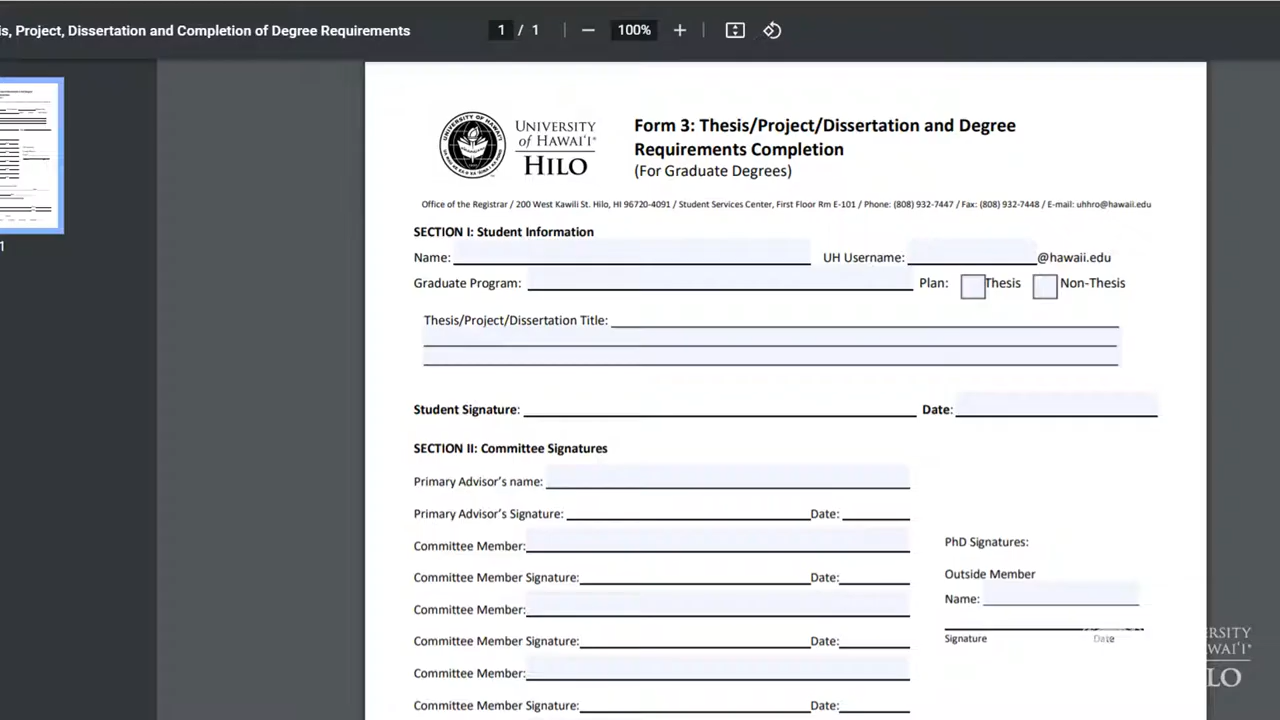 s, Project, Dissertation and Completion of Degree Requirements
1 / 1
100%
1
UNIVERSITY
of HAWAIʻI®
HILO
Form 3: Thesis/Project/Dissertation and Degree
Requirements Completion
(For Graduate Degrees)
Office of the Registrar / 200 West Kawili St. Hilo, HI 96720-4091 / Student Services Center, First Floor Rm E-101 / Phone: (808) 932-7447 / Fax: (808) 932-7448 / E-mail: uhhro@hawaii.edu
SECTION I: Student Information
Name: UH Username: @hawaii.edu
Graduate Program: Plan: Thesis Non-Thesis
Thesis/Project/Dissertation Title:
Student Signature: Date:
SECTION II: Committee Signatures
Primary Advisor's name:
Primary Advisor's Signature: Date:
Committee Member:
Committee Member Signature: Date:
Committee Member:
Committee Member Signature: Date:
Committee Member:
Committee Member Signature: Date:
PhD Signatures:
Outside Member
Name:
Signature Date
ERSITY
WAIʻI®
LO